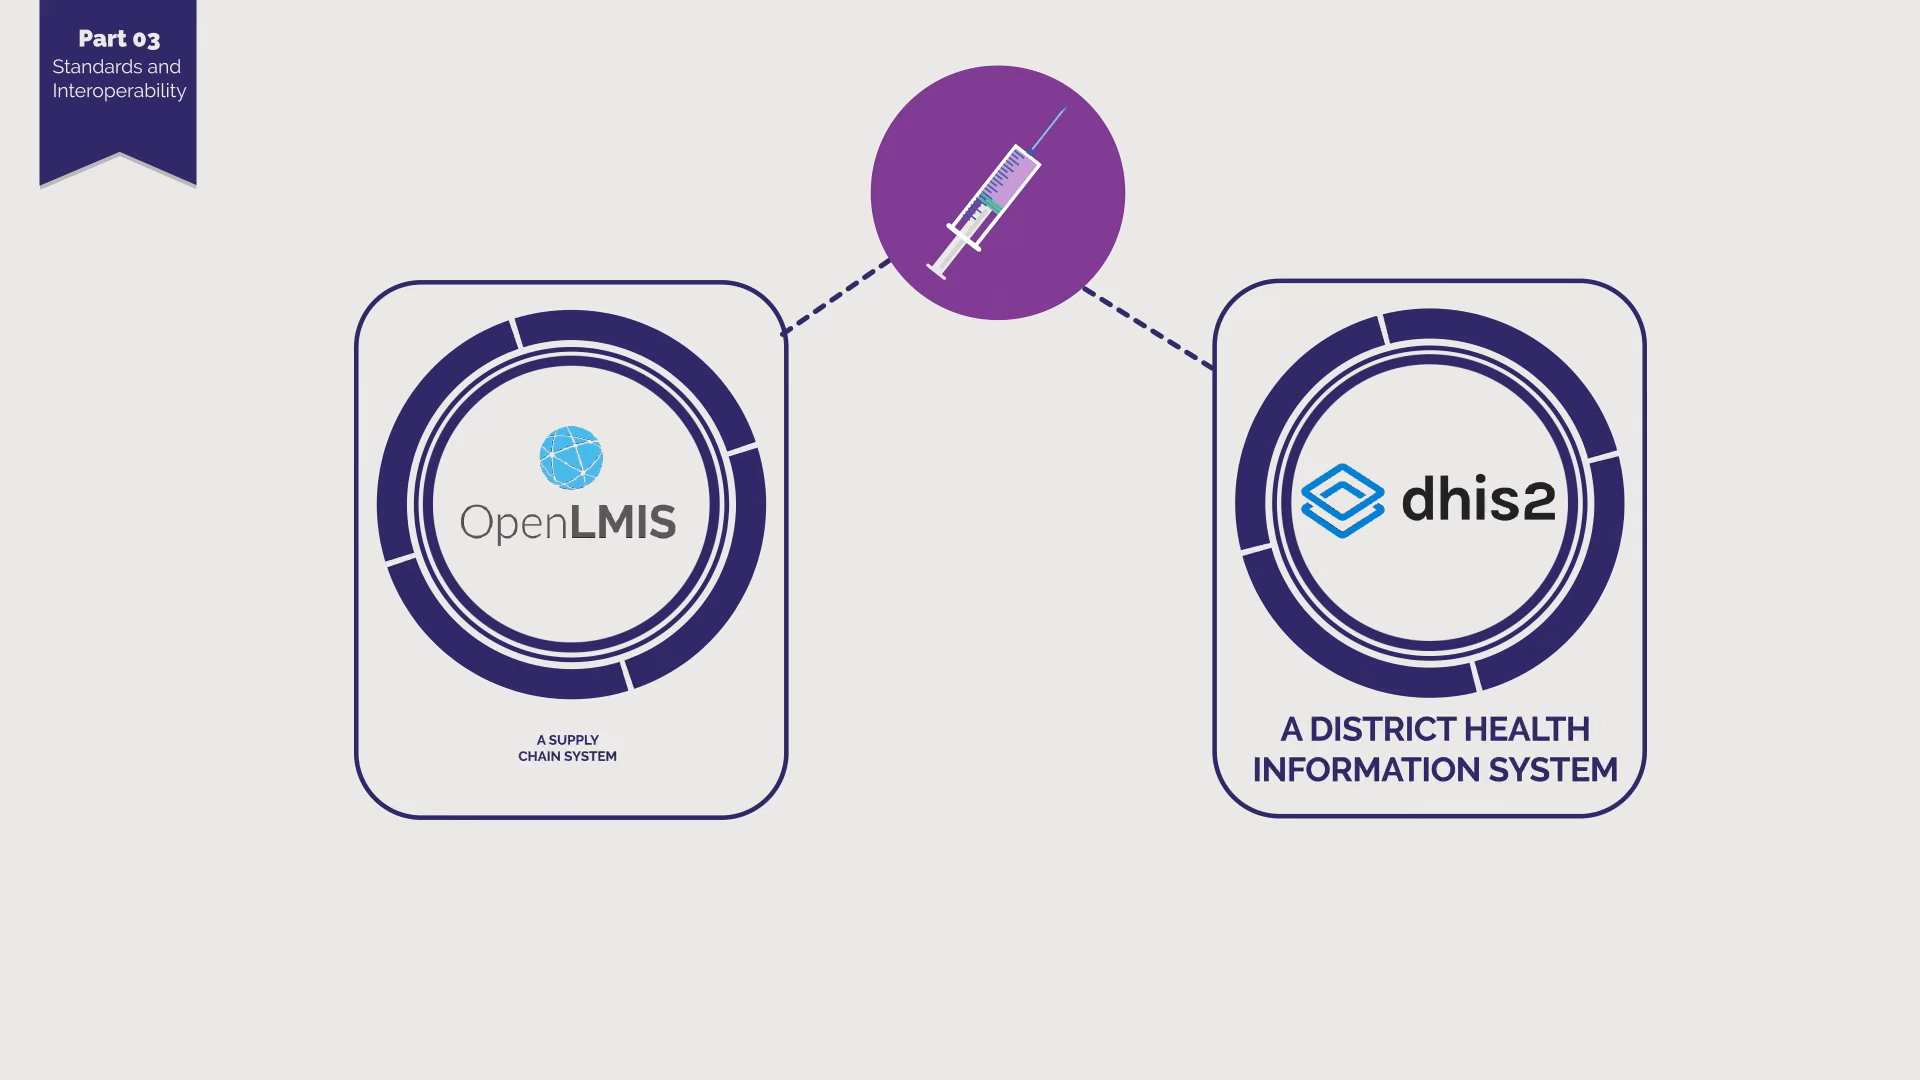 Part 03
Standards and
Interoperability
OpenLMIS
dhis2
A SUPPLY
CHAIN SYSTEM
A DISTRICT HEALTH
INFORMATION SYSTEM